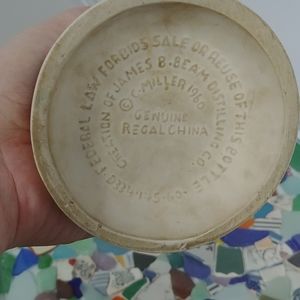 FEDERAL LAW FORBIDS SALE OR REUSE OF THIS BOTTLE
CREATION OF JAMES B. BEAM DISTILLING CO.
© C. MILLER 1980
GENUINE
REGAL CHINA